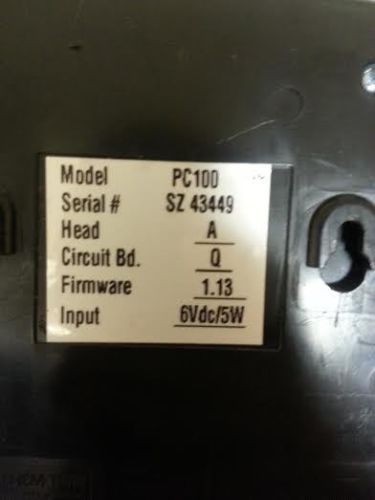 Model PC100
Serial # SZ 43449
Head A
Circuit Bd. Q
Firmware 1.13
Input 6Vdc/5W